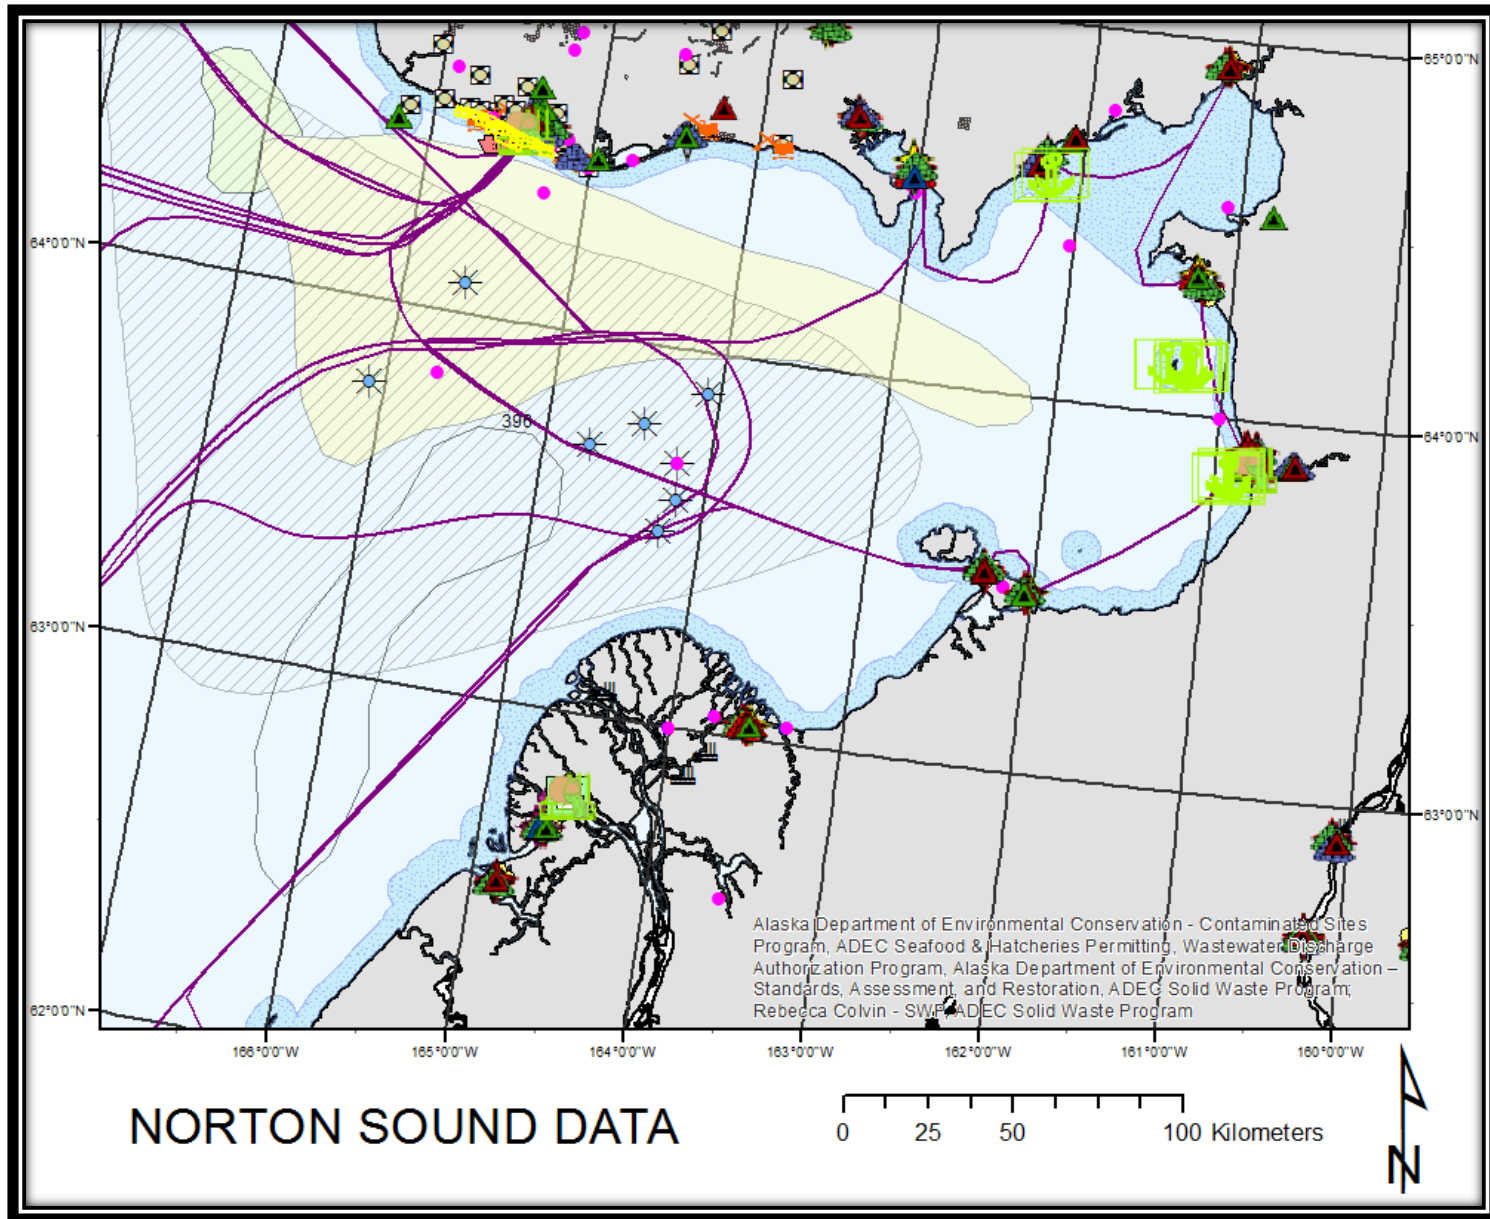 65°0'0"N
64°0'0"N
396
64°0'0"N
63°0'0"N
63°0'0"N
62°0'0"N
Alaska Department of Environmental Conservation - Contaminated Sites
Program, ADEC Seafood & Hatcheries Permitting, Wastewater Discharge
Authorization Program, Alaska Department of Environmental Conservation –
Standards, Assessment, and Restoration, ADEC Solid Waste Program;
Rebecca Colvin - SWP, ADEC Solid Waste Program
166°0'0"W 165°0'0"W 164°0'0"W 163°0'0"W 162°0'0"W 161°0'0"W 160°0'0"W
NORTON SOUND DATA
0 25 50 100 Kilometers
N